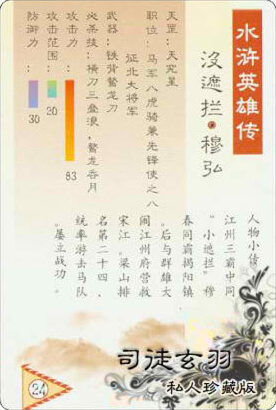 水浒英雄传
没遮拦·穆弘
天罡：天究星
职位：马军八虎骑兼先锋使之八
征北大将军
武器：铁背鳌龙刀
必杀技：横刀三叠浪，鳌龙吞月
攻击力：
83
攻击范围：
20
防御力：
30
人物小传：
江州三霸中同
“小遮拦”穆
春同霸揭阳镇
。后与群雄大
闹江州府营救
宋江。梁山排
名第二十四，
统率游击马队
。屡立战功。
司徒玄羽
私人珍藏版
24